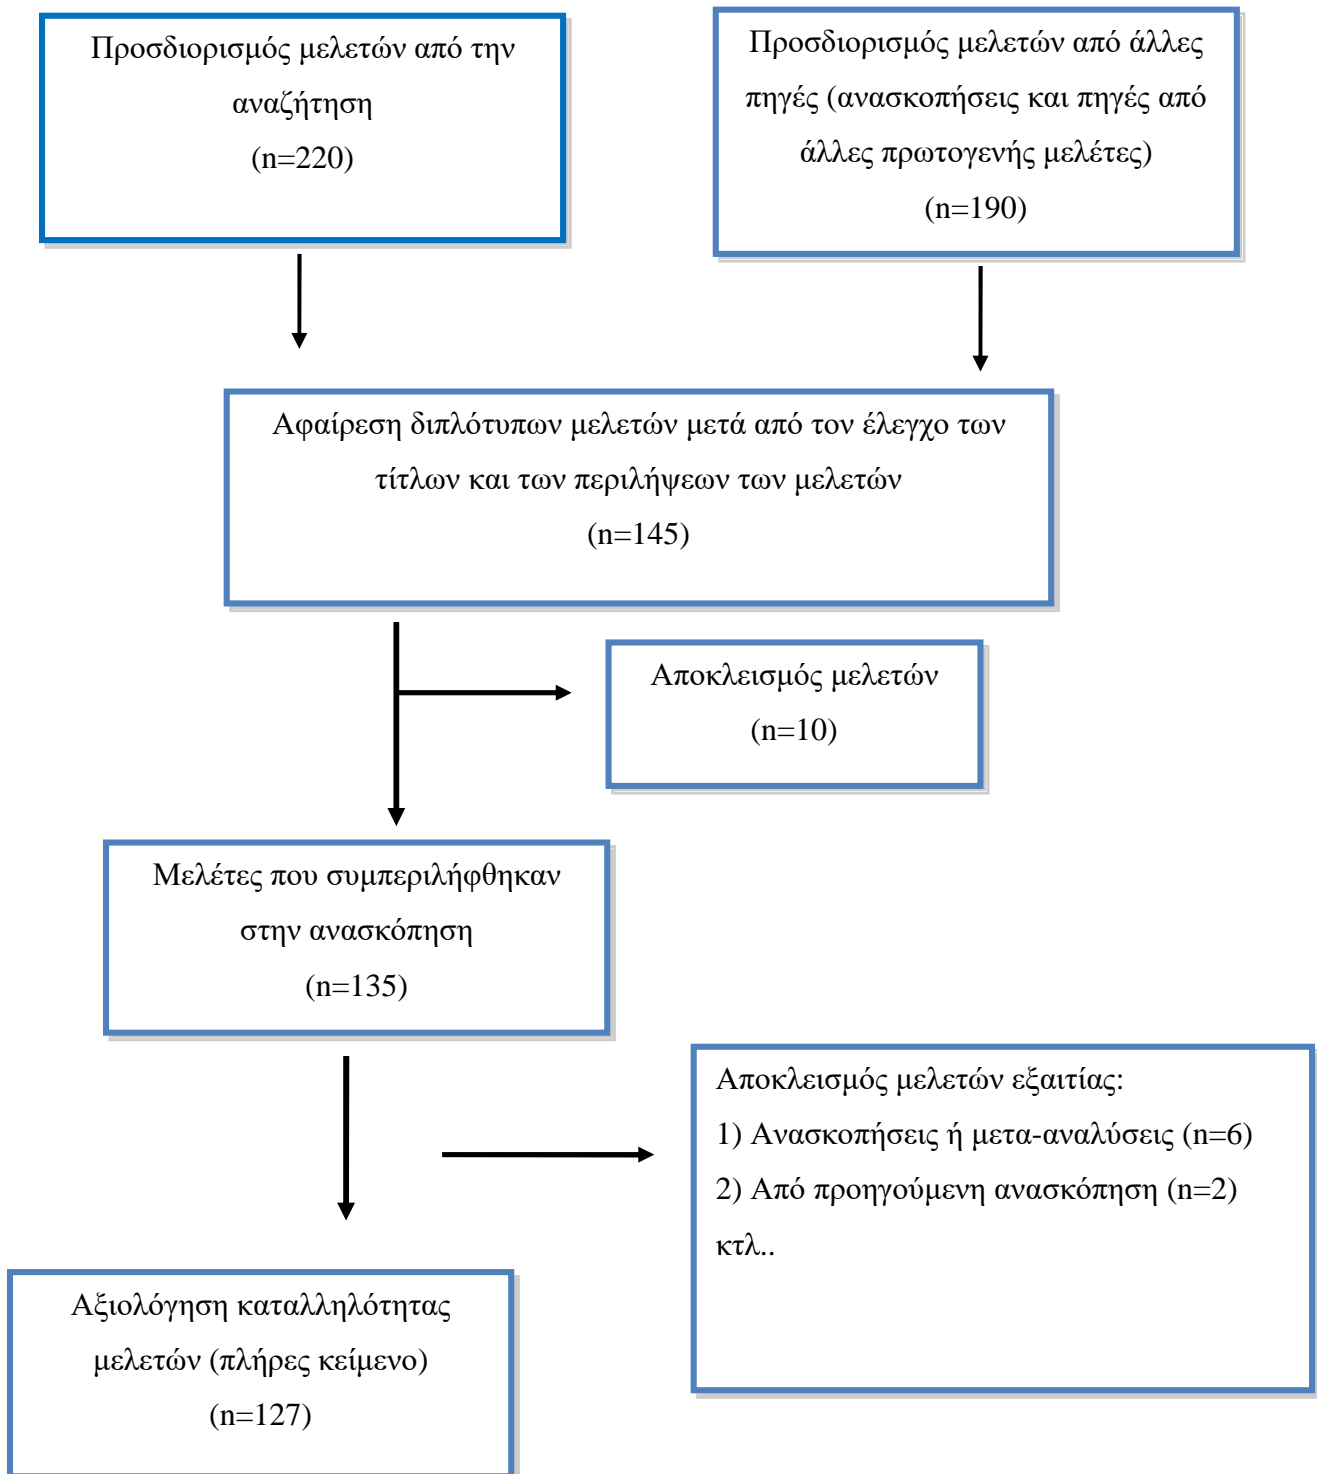 Προσδιορισμός μελετών από την
αναζήτηση
(n=220)
Προσδιορισμός μελετών από άλλες
πηγές (ανασκοπήσεις και πηγές από
άλλες πρωτογενής μελέτες)
(n=190)
Αφαίρεση διπλότυπων μελετών μετά από τον έλεγχο των
τίτλων και των περιλήψεων των μελετών
(n=145)
Αποκλεισμός μελετών
(n=10)
Μελέτες που συμπεριλήφθηκαν
στην ανασκόπηση
(n=135)
Αποκλεισμός μελετών εξαιτίας:
1) Ανασκοπήσεις ή μετα-αναλύσεις (n=6)
2) Από προηγούμενη ανασκόπηση (n=2)
κτλ..
Αξιολόγηση καταλληλότητας
μελετών (πλήρες κείμενο)
(n=127)